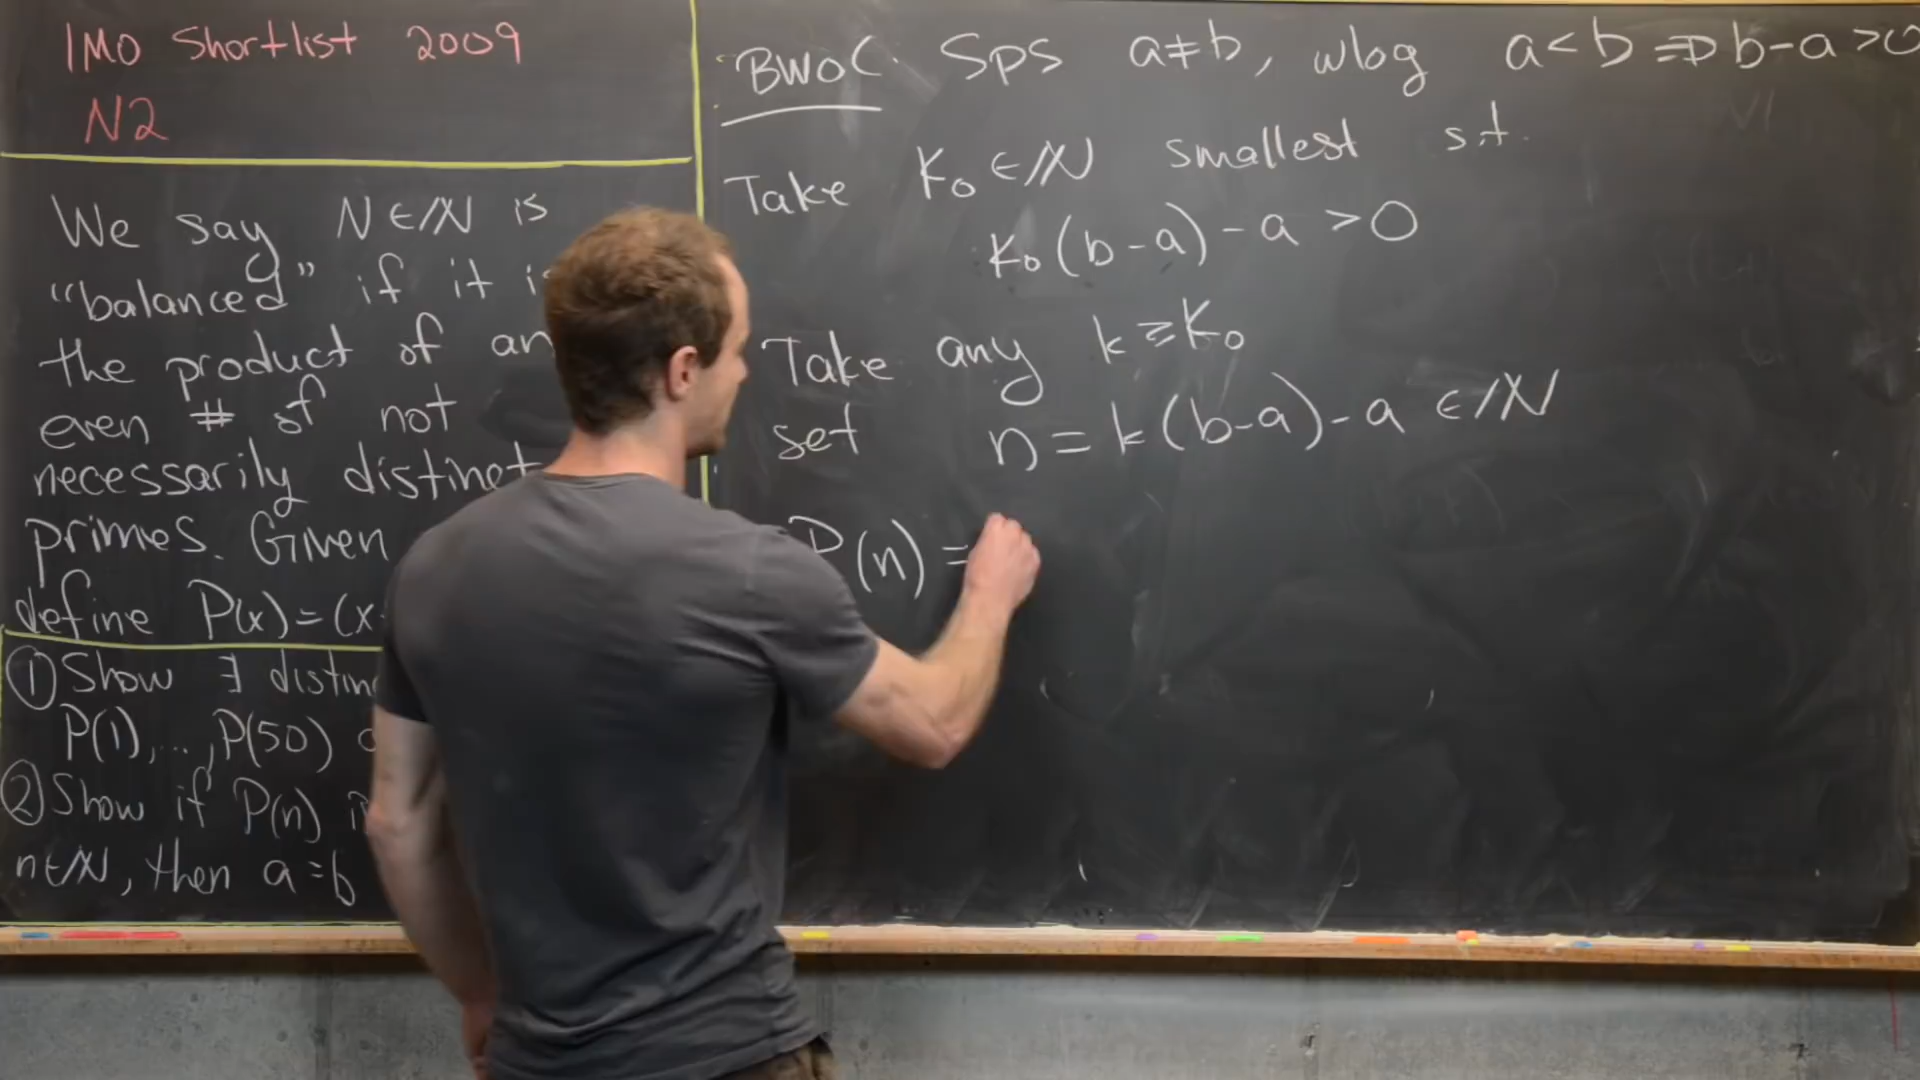 IMO Shortlist 2009
N2
We say N∈ℕ is
"balanced" if it
the product of
even # of not
necessarily distinct
primes. Given
define P(x)=(x
① Show ∃
P(1),...,P(50)
② Show if P(n)
n∈ℕ, then a=b
BWOC. Sps a≠b, wlog a<b ⇒ b-a>0
Take k₀∈ℕ smallest s.t.
k₀(b-a)-a>0
Take any k≥k₀
set n=k(b-a)-a ∈ℕ
P(n)=